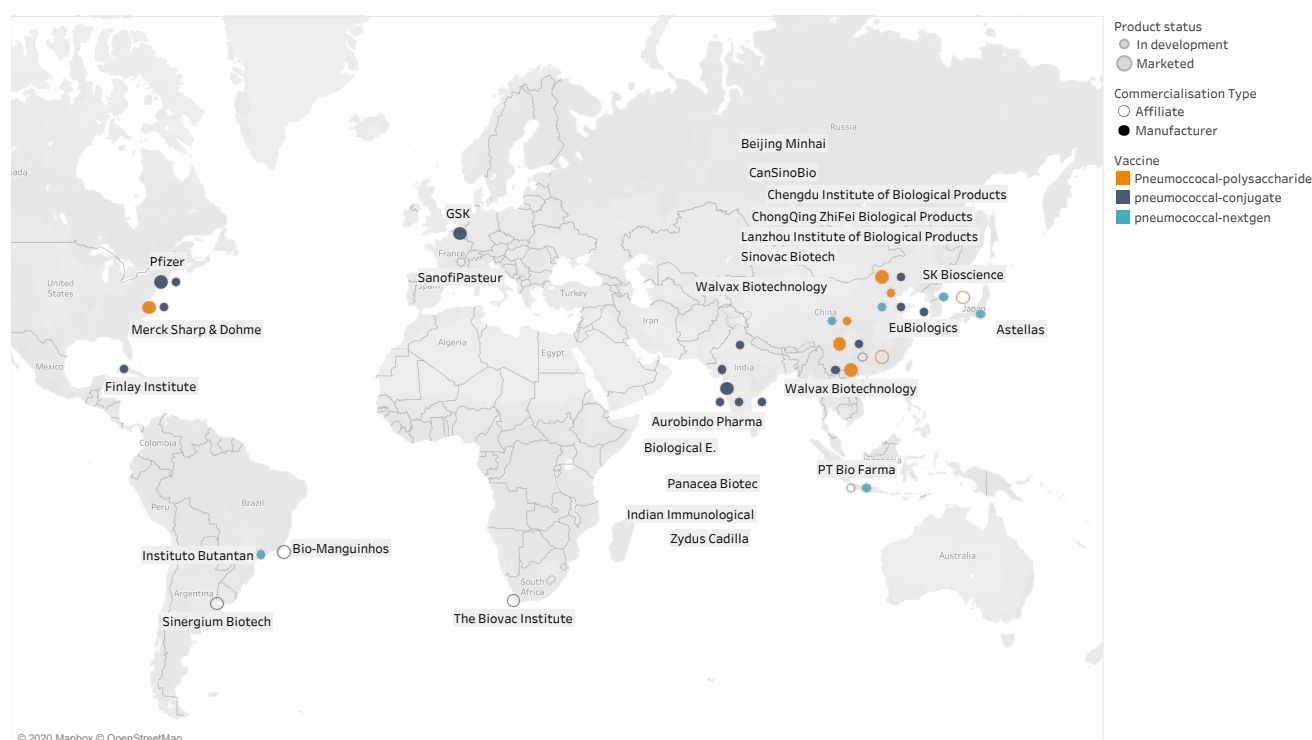 Product status
In development
Marketed
Commercialisation Type
Affiliate
Manufacturer
Vaccine
Pneumoccocal-polysaccharide
pneumococcal-conjugate
pneumococcal-nextgen
Russia
Beijing Minhai
CanSinoBio
Chengdu Institute of Biological Products
ChongQing ZhiFei Biological Products
Lanzhou Institute of Biological Products
Sinovac Biotech
Walvax Biotechnology
SK Bioscience
GSK
France
SanofiPasteur
Pfizer
United
States
Merck Sharp & Dohme
Turkey
China
Japan
EuBiologics
Astellas
Iran
Algeria
Egypt
India
Mexico
Finlay Institute
Walvax Biotechnology
Aurobindo Pharma
Biological E.
Colombia
PT Bio Farma
Panacea Biotec
Peru
Brazil
Indian Immunological
Zydus Cadilla
Instituto Butantan
Bio-Manguinhos
Australia
South
Africa
Argentina
Sinergium Biotech
The Biovac Institute
© 2020 Mapbox © OpenStreetMap